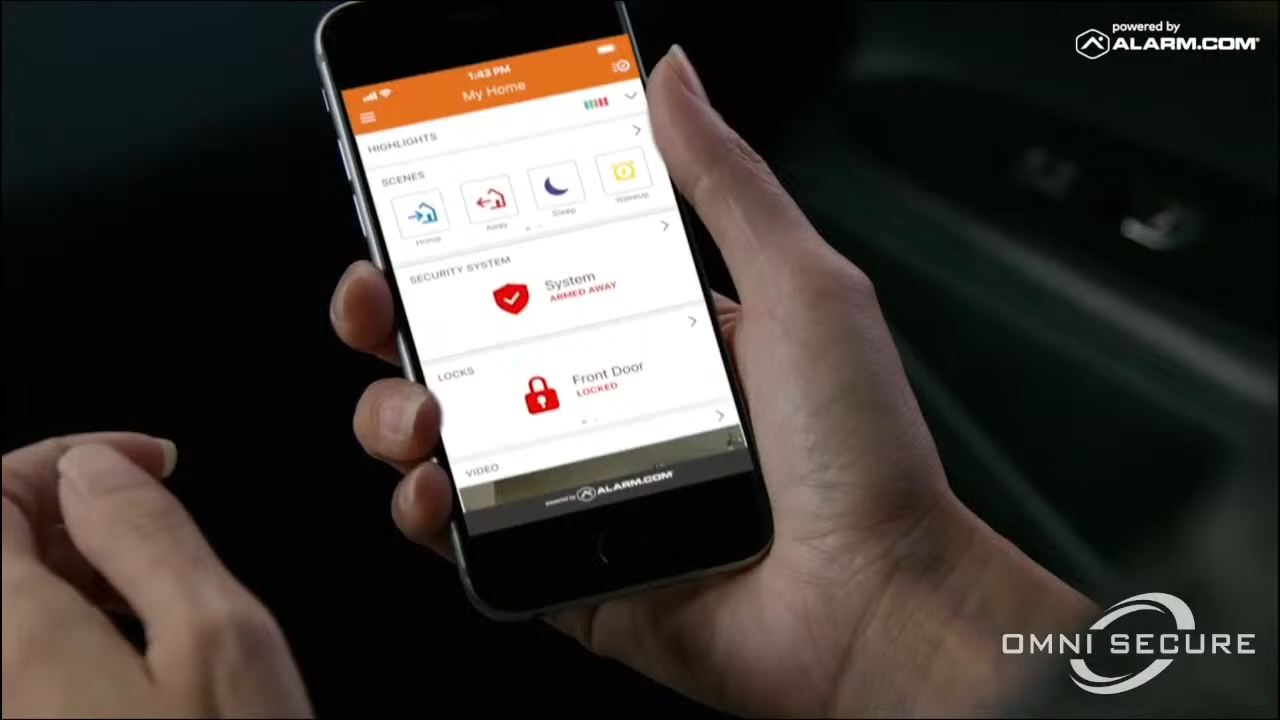 powered by
ALARM.COM
1:43 PM
My Home
HIGHLIGHTS
SCENES
Home
Away
Sleep
Wakeup
SECURITY SYSTEM
System
ARMED AWAY
LOCKS
Front Door
LOCKED
VIDEO
powered by ALARM.COM
OMNI SECURE